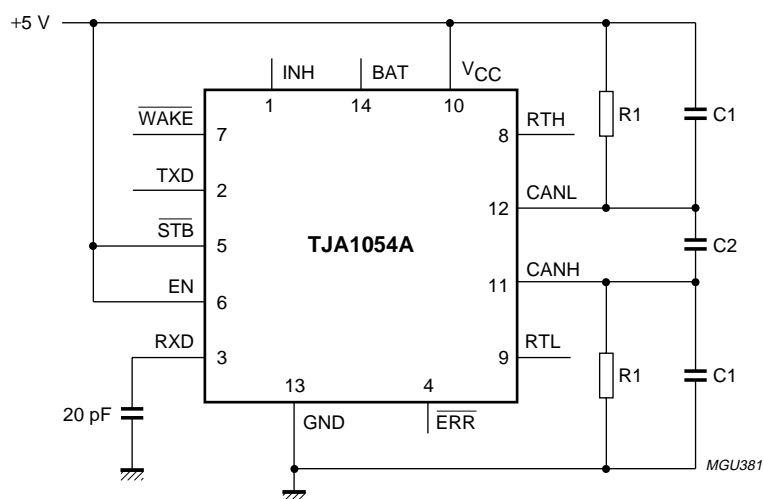 +5 V
INH
BAT
VCC
1
14
10
WAKE
7
TXD
2
STB
5
EN
6
RXD
3
TJA1054A
8
RTH
12
CANL
11
CANH
9
RTL
R1
C1
C2
R1
C1
13
4
GND
ERR
20 pF
MGU381